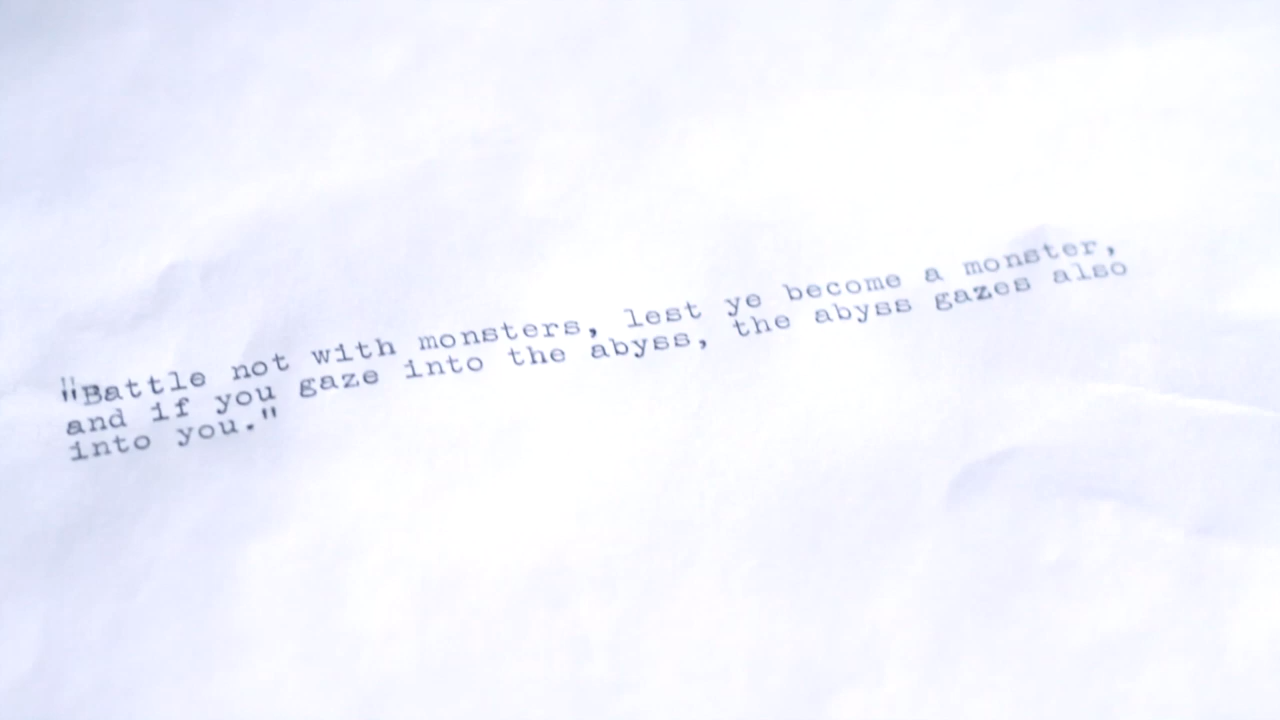 "Battle not with monsters, lest ye become a monster,
and if you gaze into the abyss, the abyss gazes also
into you."